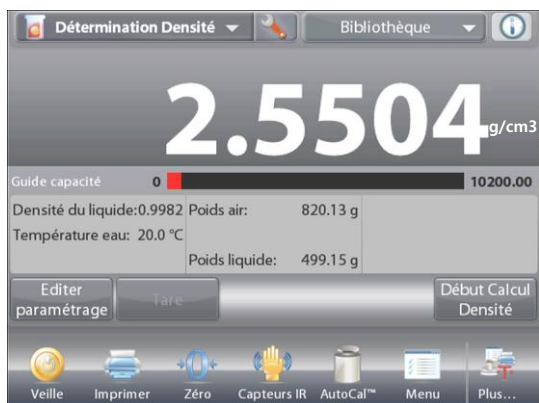 Détermination Densité
Bibliothèque
2.5504 g/cm3
Guide capacité 0 10200.00
Densité du liquide:0.9982 Poids air: 820.13 g
Température eau: 20.0 °C
Poids liquide: 499.15 g
Editer paramétrage
Tare
Début Calcul Densité
Veille Imprimer Zéro Capteurs IR AutoCal™ Menu Plus...